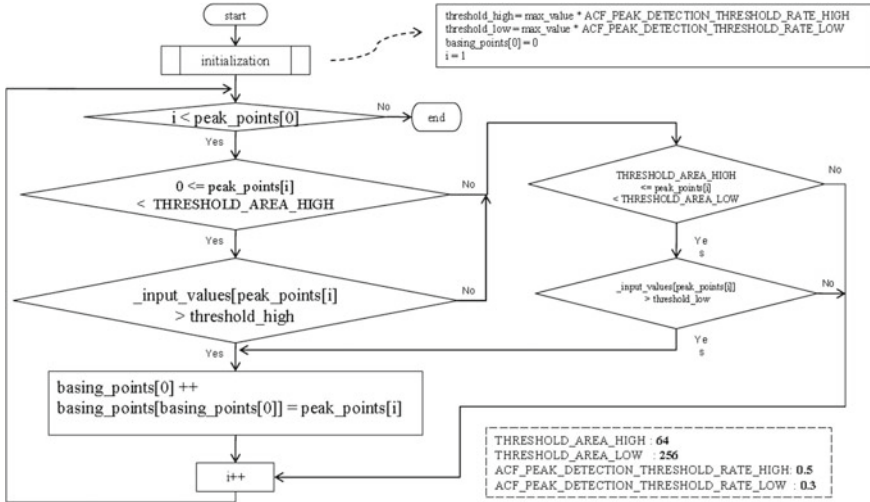 start
initialization
threshold_high = max_value * ACF_PEAK_DETECTION_THRESHOLD_RATE_HIGH
threshold_low = max_value * ACF_PEAK_DETECTION_THRESHOLD_RATE_LOW
basing_points[0] = 0
i = 1
i < peak_points[0]
No
end
Yes
0 <= peak_points[i]
< THRESHOLD_AREA_HIGH
No
THRESHOLD_AREA_HIGH
<= peak_points[i]
< THRESHOLD_AREA_LOW
No
Yes
Ye
s
_input_values[peak_points[i]
> threshold_high
No
_input_values[peak_points[i]]
> threshold_low
No
Yes
Ye
s
basing_points[0] ++
basing_points[basing_points[0]] = peak_points[i]
i++
THRESHOLD_AREA_HIGH : 64
THRESHOLD_AREA_LOW : 256
ACF_PEAK_DETECTION_THRESHOLD_RATE_HIGH: 0.5
ACF_PEAK_DETECTION_THRESHOLD_RATE_LOW : 0.3